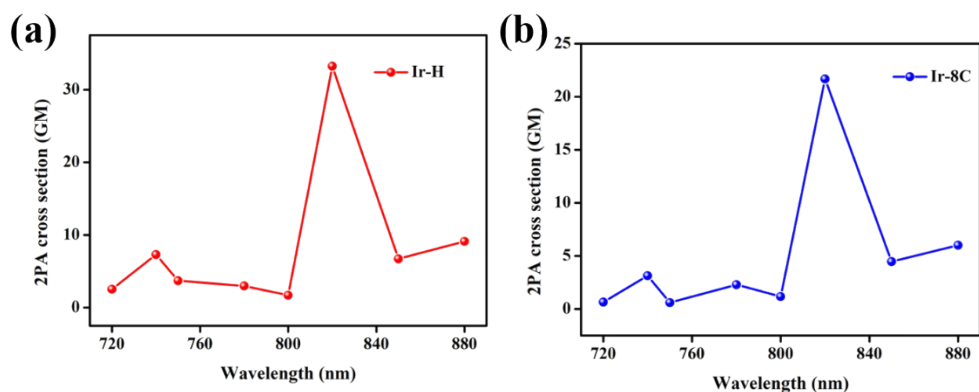 (a)
Ir-H
30
20
10
0
2PA cross section (GM)
720 760 800 840 880
Wavelength (nm)
(b)
Ir-8C
25
20
15
10
5
0
2PA cross section (GM)
720 760 800 840 880
Wavelength (nm)